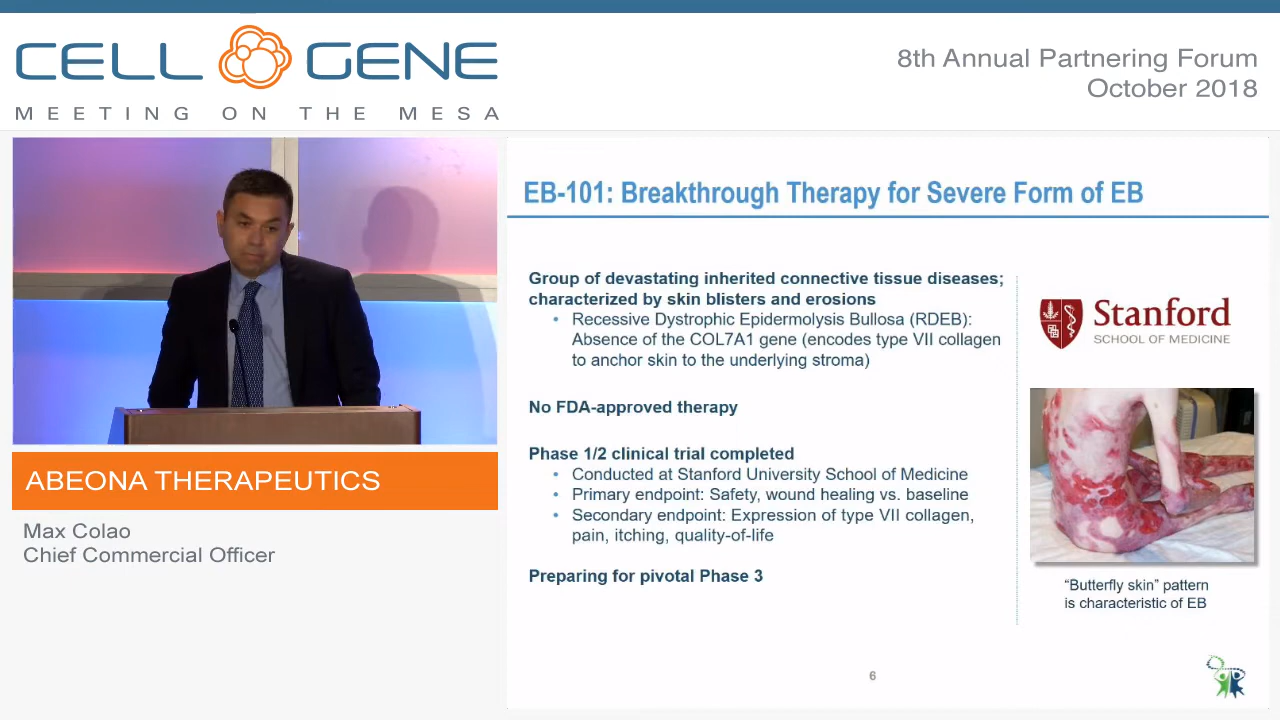 CELL GENE
MEETING ON THE MESA
8th Annual Partnering Forum
October 2018
ABEONA THERAPEUTICS
Max Colao
Chief Commercial Officer
EB-101: Breakthrough Therapy for Severe Form of EB
Group of devastating inherited connective tissue diseases;
characterized by skin blisters and erosions
• Recessive Dystrophic Epidermolysis Bullosa (RDEB):
Absence of the COL7A1 gene (encodes type VII collagen
to anchor skin to the underlying stroma)
No FDA-approved therapy
Phase 1/2 clinical trial completed
• Conducted at Stanford University School of Medicine
• Primary endpoint: Safety, wound healing vs. baseline
• Secondary endpoint: Expression of type VII collagen,
pain, itching, quality-of-life
Preparing for pivotal Phase 3
Stanford
SCHOOL OF MEDICINE
“Butterfly skin” pattern
is characteristic of EB
6